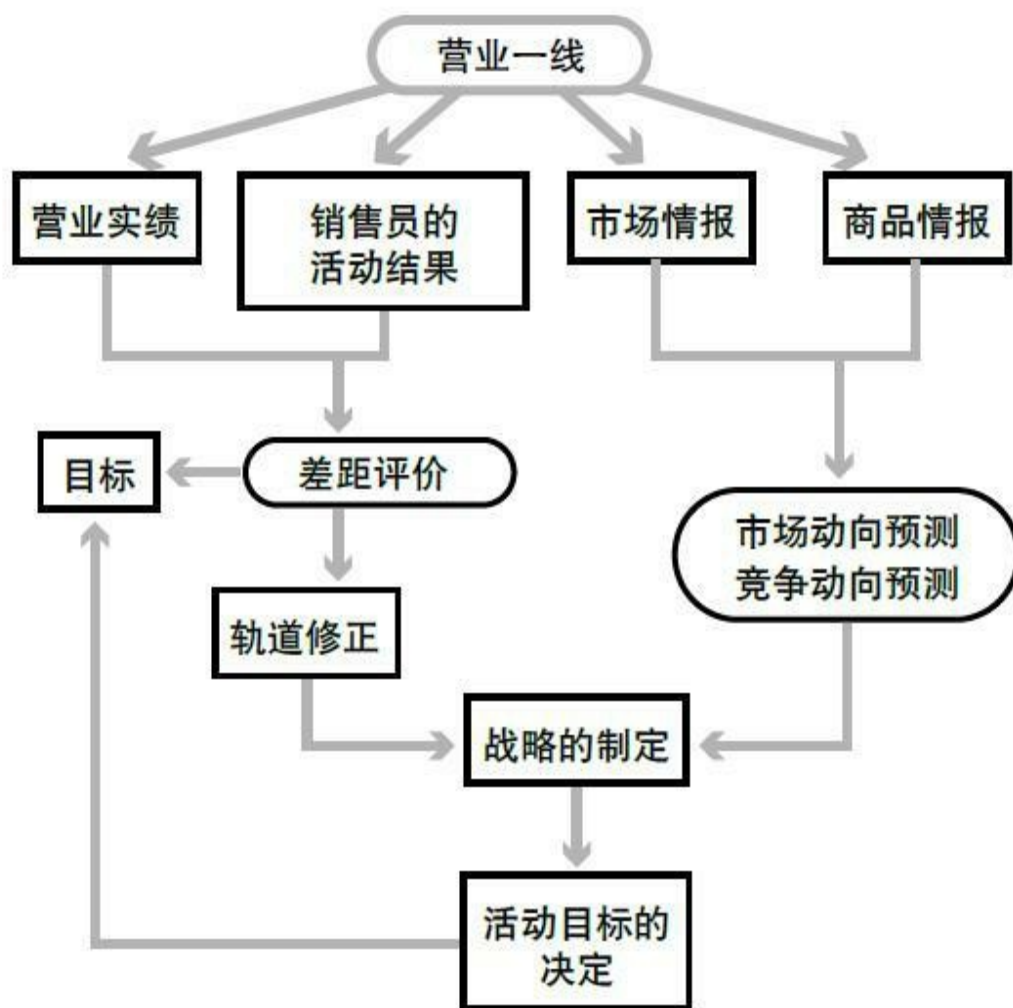 营业一线
营业实绩
销售员的
活动结果
市场情报
商品情报
目标
差距评价
市场动向预测
竞争动向预测
轨道修正
战略的制定
活动目标的
决定